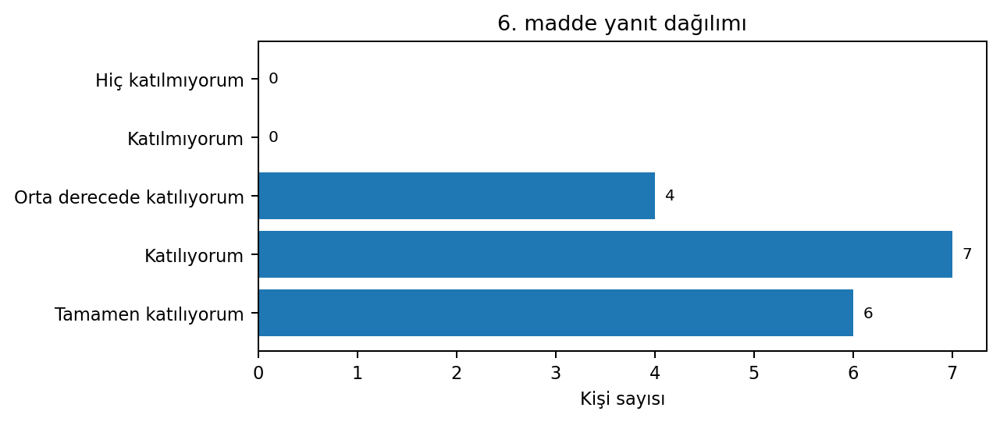 6. madde yanıt dağılımı
Hiç katılmıyorum 0
Katılmıyorum 0
Orta derecede katılıyorum 4
Katılıyorum 7
Tamamen katılıyorum 6
0 1 2 3 4 5 6 7
Kişi sayısı